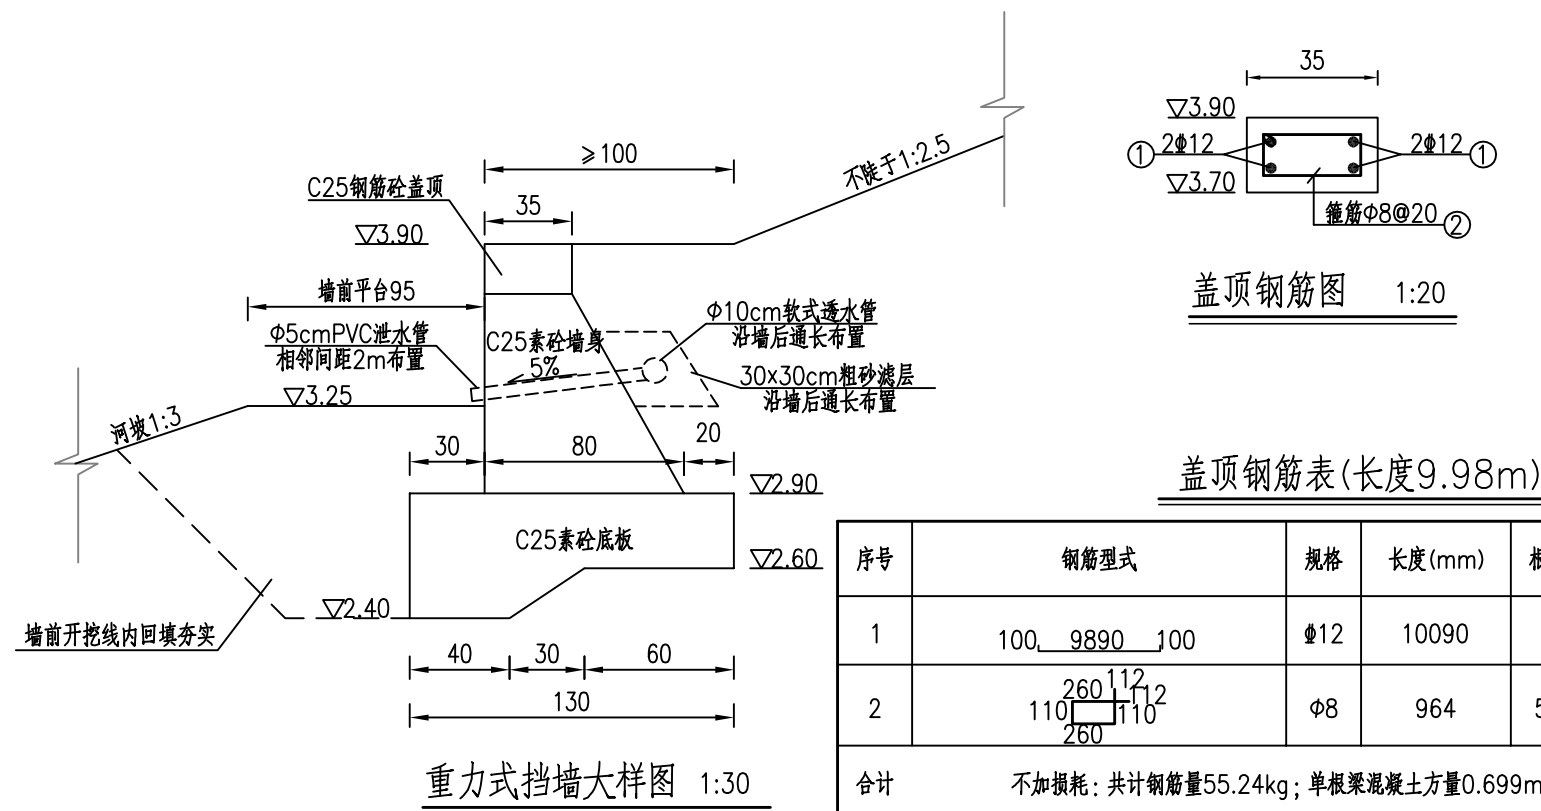 ≥100
C25钢筋砼盖顶
35
▽3.90
不陡于1:2.5
墙前平台95
Φ5cmPVC泄水管
相邻间距2m布置
C25素砼墙身
5%
Φ10cm软式透水管
沿墙后通长布置
30x30cm粗砂滤层
沿墙后通长布置
▽3.25
河坡1:3
30
80
20
▽2.90
C25素砼底板
▽2.60
▽2.40
墙前开挖线内回填夯实
40
30
60
130
重力式挡墙大样图 1:30
35
▽3.90
① 2Φ12
2Φ12 ①
▽3.70
箍筋Φ8@20 ②
盖顶钢筋图 1:20
盖顶钢筋表(长度9.98m)
序号 钢筋型式 规格 长度(mm)
1 100 9890 100 Φ12 10090
2 260 112 112 110 110 260 Φ8 964
合计 不加损耗: 共计钢筋量55.24kg; 单根梁混凝土方量0.699m